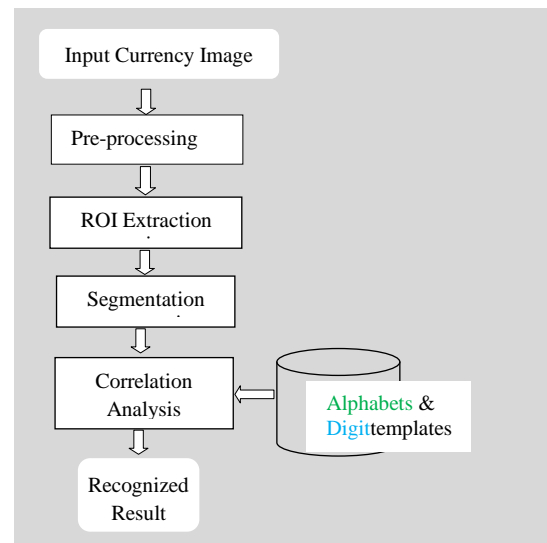 Input Currency Image
Pre-processing
ROI Extraction
Segmentation
Correlation
Analysis
Alphabets &
Digittemplates
Recognized
Result